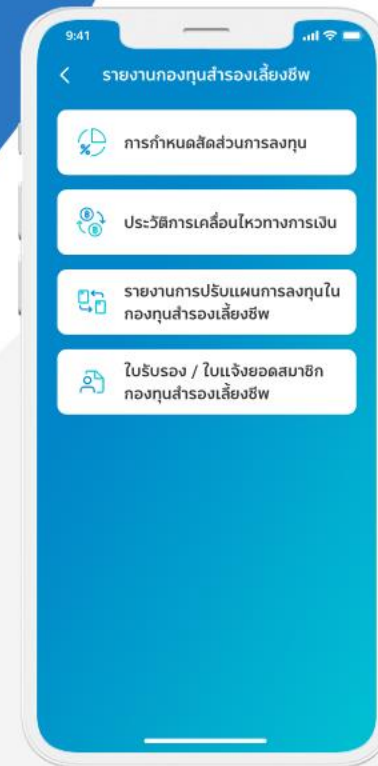 9:41
รายงานกองทุนสำรองเลี้ยงชีพ
%
การกำหนดสัดส่วนการลงทุน
฿
฿
ประวัติการเคลื่อนไหวทางการเงิน
รายงานการปรับแผนการลงทุนใน
กองทุนสำรองเลี้ยงชีพ
ใบรับรอง / ใบแจ้งยอดสมาชิก
กองทุนสำรองเลี้ยงชีพ